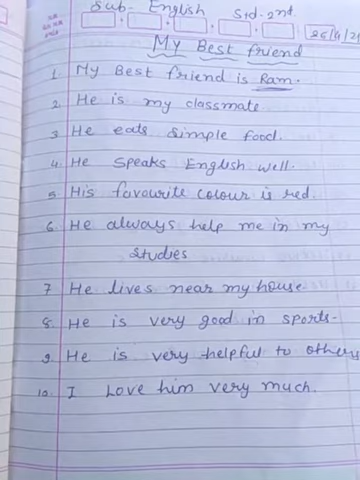 Sub- English Std-2nd.
My Best friend
1. My Best friend is Ram.
2. He is my classmate
3. He eats simple food.
4. He speaks English well.
5. His favourite colour is red.
6. He always help me in my
studies
7. He lives near my house
8. He is very good in sports-
9. He is very helpful to others
10. I Love him very much.